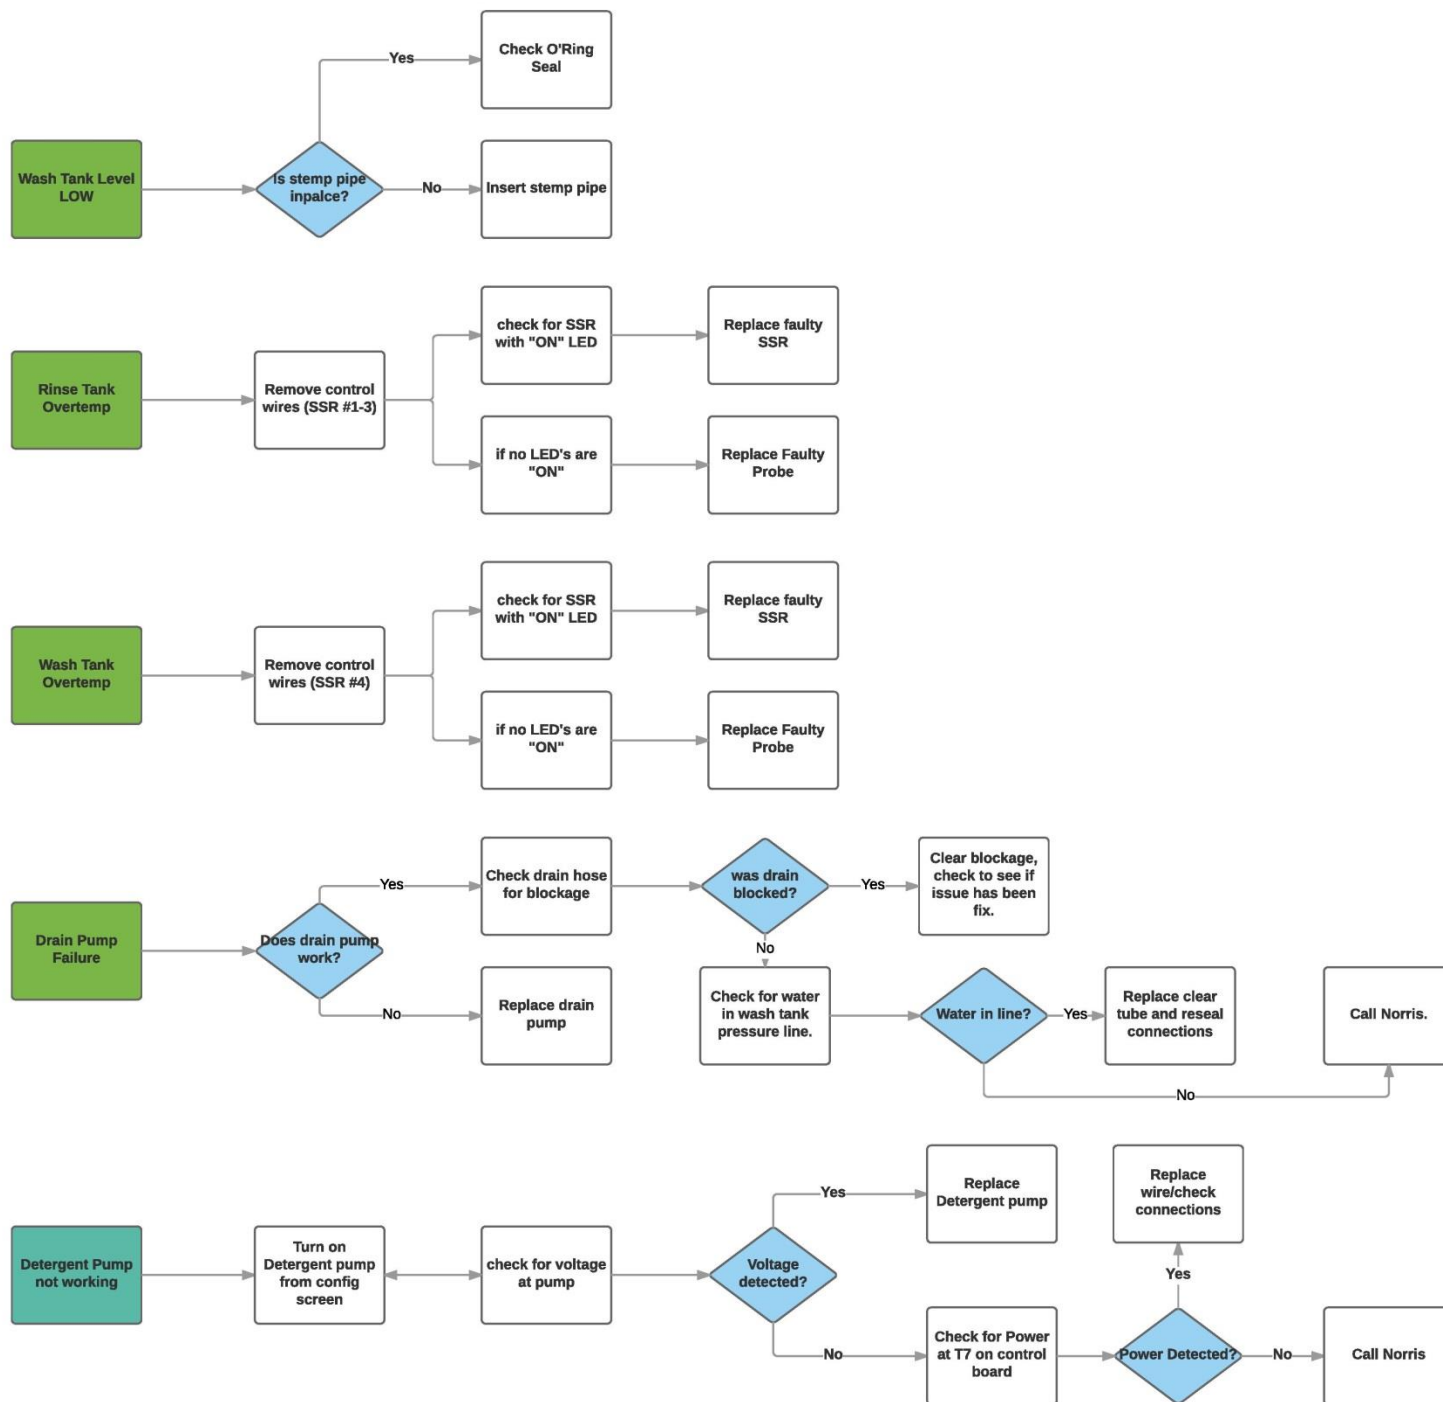 Yes
Check O'Ring
Seal
Wash Tank Level
LOW
Is stemp pipe
inpalce?
No
Insert stemp pipe
Rinse Tank
Overtemp
Remove control
wires (SSR #1-3)
check for SSR
with "ON" LED
Replace faulty
SSR
if no LED's are
"ON"
Replace Faulty
Probe
Wash Tank
Overtemp
Remove control
wires (SSR #4)
check for SSR
with "ON" LED
Replace faulty
SSR
if no LED's are
"ON"
Replace Faulty
Probe
Drain Pump
Failure
Does drain pump
work?
Yes
Check drain hose
for blockage
was drain
blocked?
Yes
Clear blockage,
check to see if
issue has been
fix.
No
Replace drain
pump
No
Check for water
in wash tank
pressure line.
Water in line?
Yes
Replace clear
tube and reseal
connections
No
Call Norris.
Detergent Pump
not working
Turn on
Detergent pump
from config
screen
check for voltage
at pump
Voltage
detected?
Yes
Replace
Detergent pump
No
Check for Power
at T7 on control
board
Power Detected?
Yes
Replace
wire/check
connections
No
Call Norris